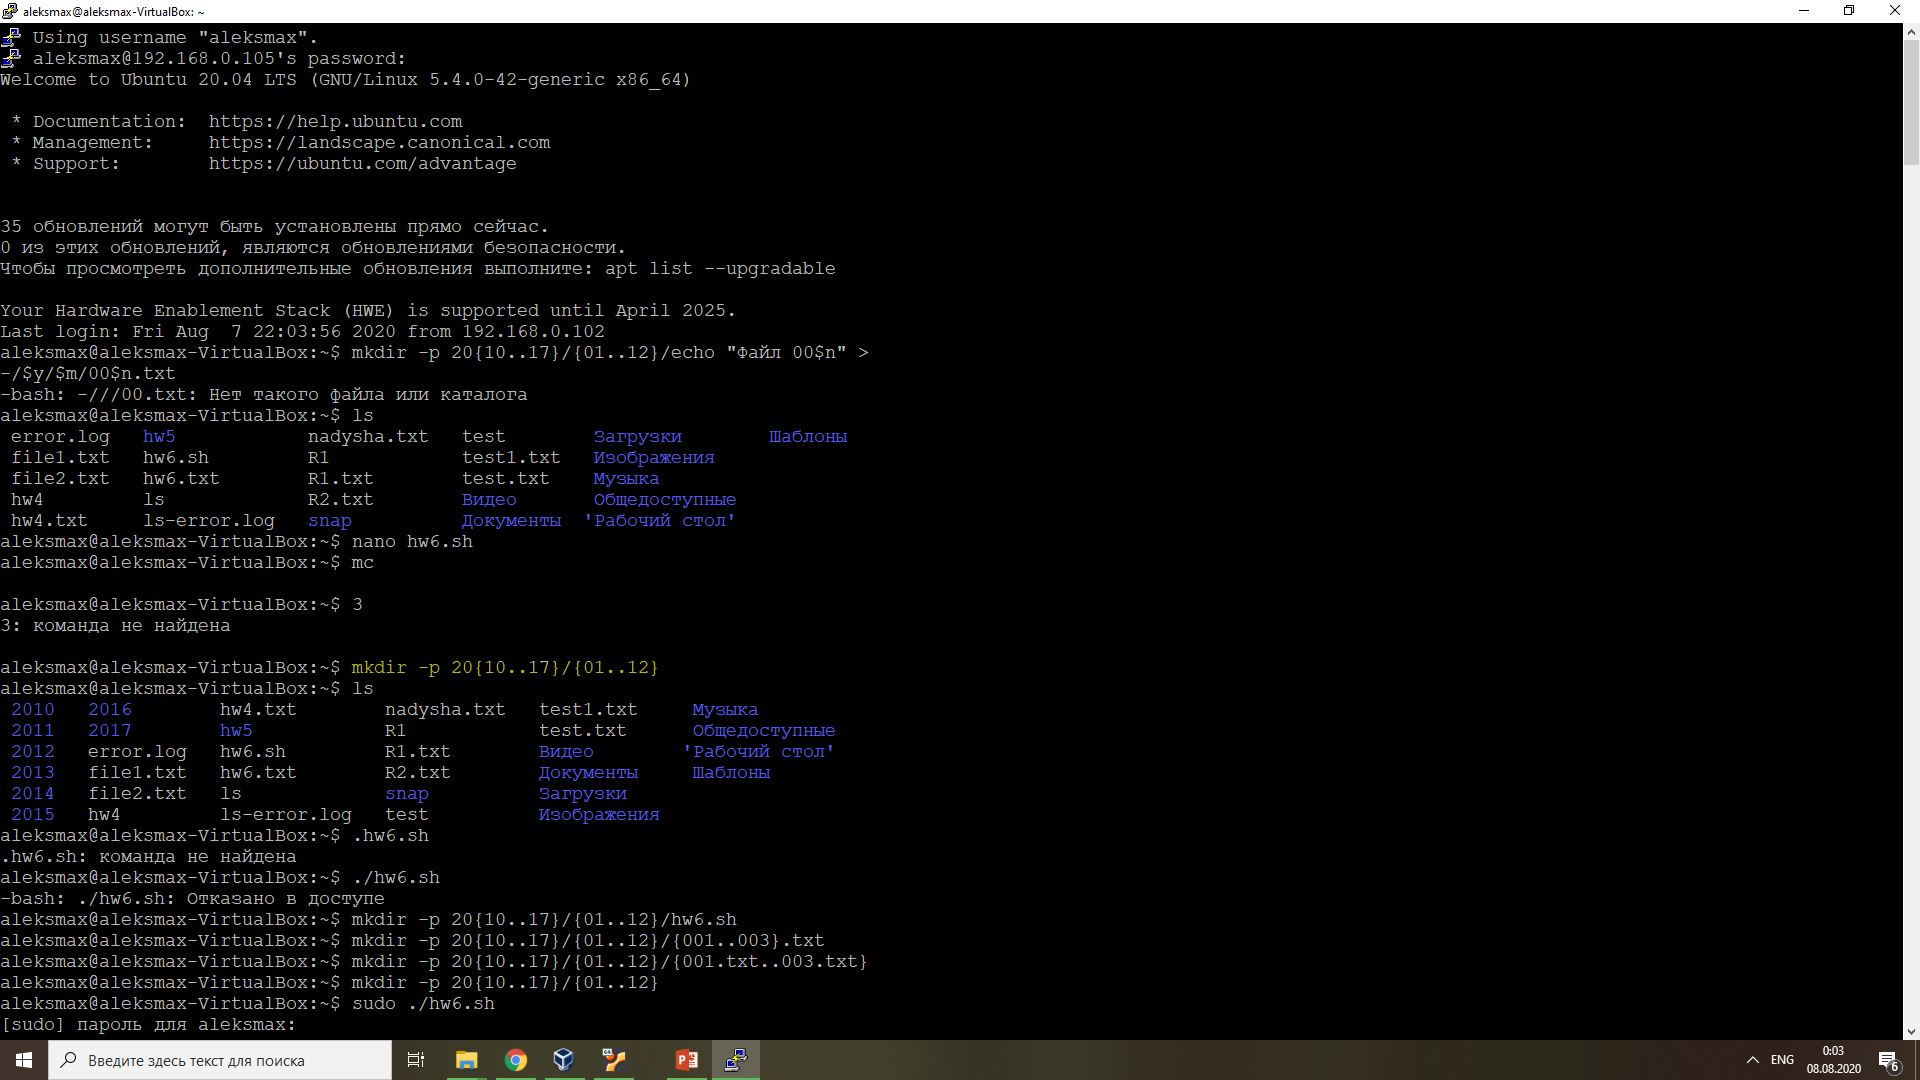 aleksmax@aleksmax-VirtualBox: ~
Using username "aleksmax".
aleksmax@192.168.0.105's password:
Welcome to Ubuntu 20.04 LTS (GNU/Linux 5.4.0-42-generic x86_64)
* Documentation:  https://help.ubuntu.com
* Management:     https://landscape.canonical.com
* Support:        https://ubuntu.com/advantage
35 обновлений могут быть установлены прямо сейчас.
0 из этих обновлений, являются обновлениями безопасности.
Чтобы просмотреть дополнительные обновления выполните: apt list --upgradable
Your Hardware Enablement Stack (HWE) is supported until April 2025.
Last login: Fri Aug  7 22:03:56 2020 from 192.168.0.102
aleksmax@aleksmax-VirtualBox:~$ mkdir -p 20{10..17}/{01..12}/echo "Файл 00$n" >
~/$y/$m/00$n.txt
-bash: ~///00.txt: Нет такого файла или каталога
aleksmax@aleksmax-VirtualBox:~$ ls
error.log   hw5            nadysha.txt   test        Загрузки        Шаблоны
file1.txt   hw6.sh         R1            test1.txt   Изображения
file2.txt   hw6.txt        R1.txt        test.txt    Музыка
hw4         ls             R2.txt        Видео       Общедоступные
hw4.txt     ls-error.log   snap          Документы  'Рабочий стол'
aleksmax@aleksmax-VirtualBox:~$ nano hw6.sh
aleksmax@aleksmax-VirtualBox:~$ mc
aleksmax@aleksmax-VirtualBox:~$ 3
3: команда не найдена
aleksmax@aleksmax-VirtualBox:~$ mkdir -p 20{10..17}/{01..12}
aleksmax@aleksmax-VirtualBox:~$ ls
2010   2016        hw4.txt        nadysha.txt   test1.txt     Музыка
2011   2017        hw5            R1            test.txt      Общедоступные
2012   error.log   hw6.sh         R1.txt        Видео        'Рабочий стол'
2013   file1.txt   hw6.txt        R2.txt        Документы     Шаблоны
2014   file2.txt   ls             snap          Загрузки
2015   hw4         ls-error.log   test          Изображения
aleksmax@aleksmax-VirtualBox:~$ .hw6.sh
.hw6.sh: команда не найдена
aleksmax@aleksmax-VirtualBox:~$ ./hw6.sh
-bash: ./hw6.sh: Отказано в доступе
aleksmax@aleksmax-VirtualBox:~$ mkdir -p 20{10..17}/{01..12}/hw6.sh
aleksmax@aleksmax-VirtualBox:~$ mkdir -p 20{10..17}/{01..12}/{001..003}.txt
aleksmax@aleksmax-VirtualBox:~$ mkdir -p 20{10..17}/{01..12}/{001.txt..003.txt}
aleksmax@aleksmax-VirtualBox:~$ mkdir -p 20{10..17}/{01..12}
aleksmax@aleksmax-VirtualBox:~$ sudo ./hw6.sh
[sudo] пароль для aleksmax:
Введите здесь текст для поиска
ENG
0:03
08.08.2020
6